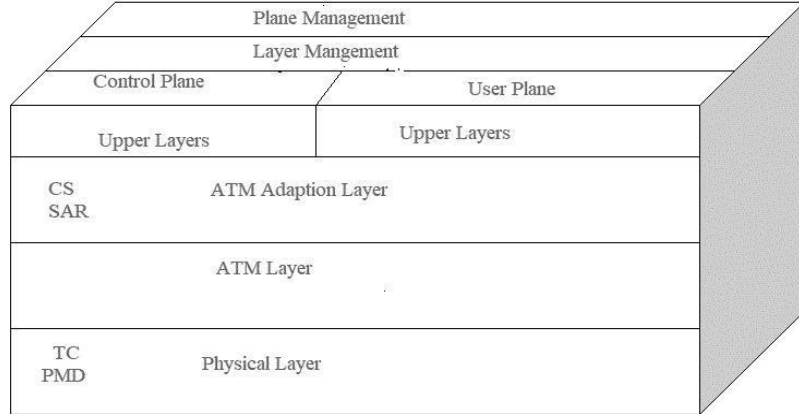 Plane Management
Layer Mangement
Control Plane
User Plane
Upper Layers
Upper Layers
CS
SAR
ATM Adaption Layer
ATM Layer
TC
PMD
Physical Layer